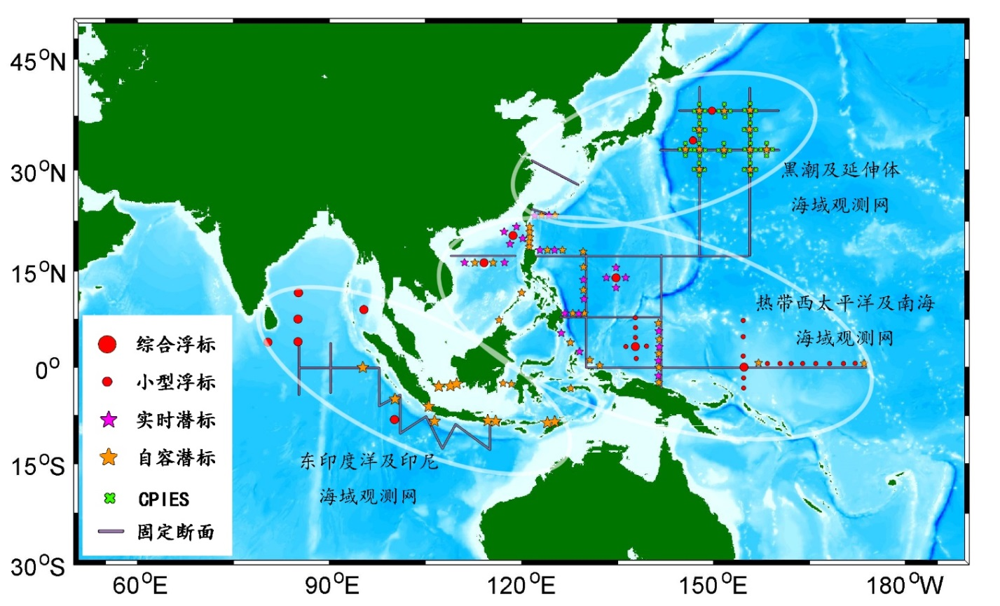 45°N
30°N
15°N
0°
15°S
30°S
60°E
90°E
120°E
150°E
180°W
黑潮及延伸体
海域观测网
热带西太平洋及南海
海域观测网
东印度洋及印尼
海域观测网
综合浮标
小型浮标
实时潜标
自容潜标
CPIES
固定断面